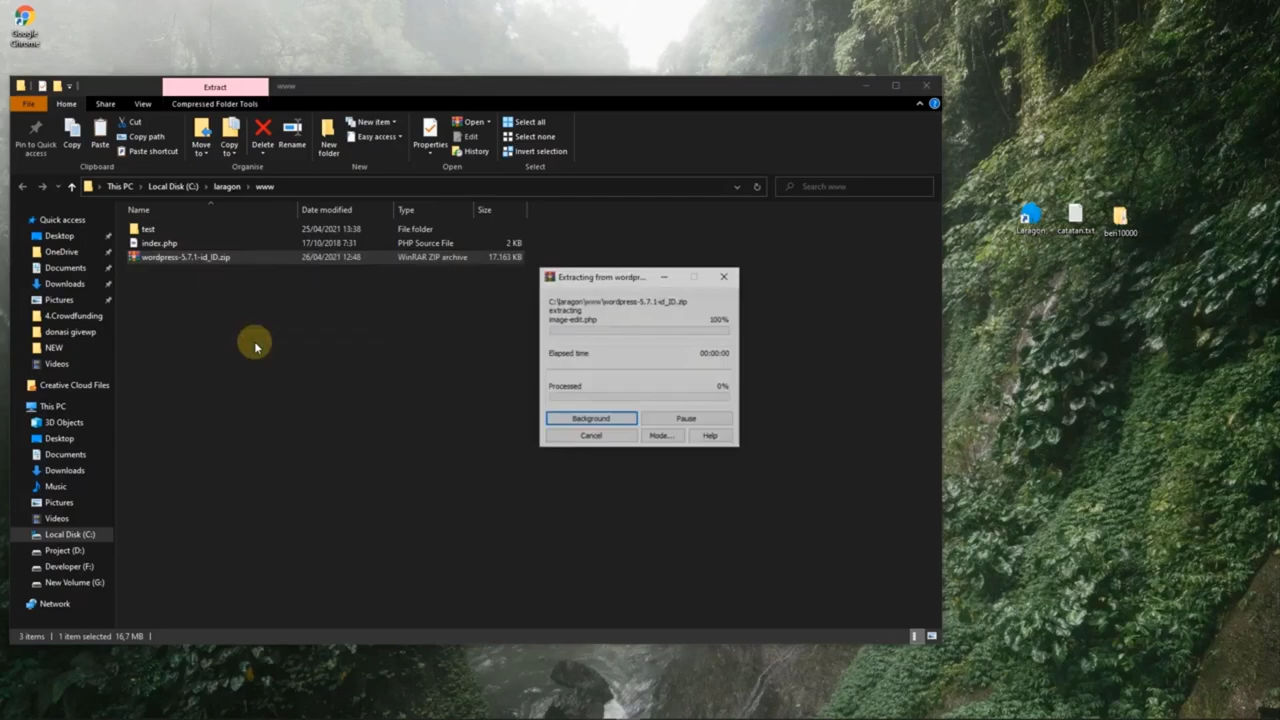 Google
Chrome
Extract
www
File
Home
Share
View
Compressed Folder Tools
Pin to Quick
access
Copy
Paste
Cut
Copy path
Paste shortcut
Clipboard
Move
to
Copy
to
Delete
Rename
Organise
New
folder
New item
Easy access
New
Properties
Open
Edit
History
Open
Select all
Select none
Invert selection
Select
This PC > Local Disk (C:) > laragon > www
Search www
Name
Date modified
Type
Size
test 25/04/2021 13:38 File folder
index.php 17/10/2018 7:31 PHP Source File 2 KB
wordpress-5.7.1-id_ID.zip 26/04/2021 12:48 WinRAR ZIP archive 17.163 KB
Quick access
Desktop
OneDrive
Documents
Downloads
Pictures
4.Crowdfunding
donasi givewp
NEW
Videos
Creative Cloud Files
This PC
3D Objects
Desktop
Documents
Downloads
Music
Pictures
Videos
Local Disk (C:)
Project (D:)
Developer (F:)
New Volume (G:)
Network
3 items
1 item selected 16,7 MB
Extracting from wordpr...
C:\laragon\www\wordpress-5.7.1-id_ID.zip
extracting
image-edit.php 100%
Elapsed time 00:00:00
Processed 0%
Background
Pause
Cancel
Mode...
Help
Laragon
catatan.txt
beri10000